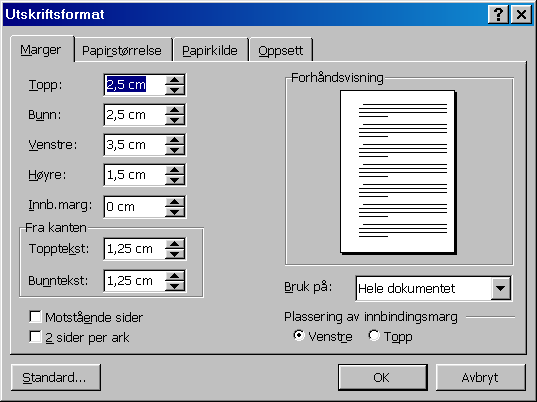 Utskriftsformat
Marger Papirstørrelse Papirkilde Oppsett
Topp: 2,5 cm
Bunn: 2,5 cm
Venstre: 3,5 cm
Høyre: 1,5 cm
Innb.marg: 0 cm
Fra kanten
Topptekst: 1,25 cm
Bunntekst: 1,25 cm
Motstående sider
2 sider per ark
Forhåndsvisning
Bruk på: Hele dokumentet
Plassering av innbindingsmarg
Venstre Topp
Standard... OK Avbryt